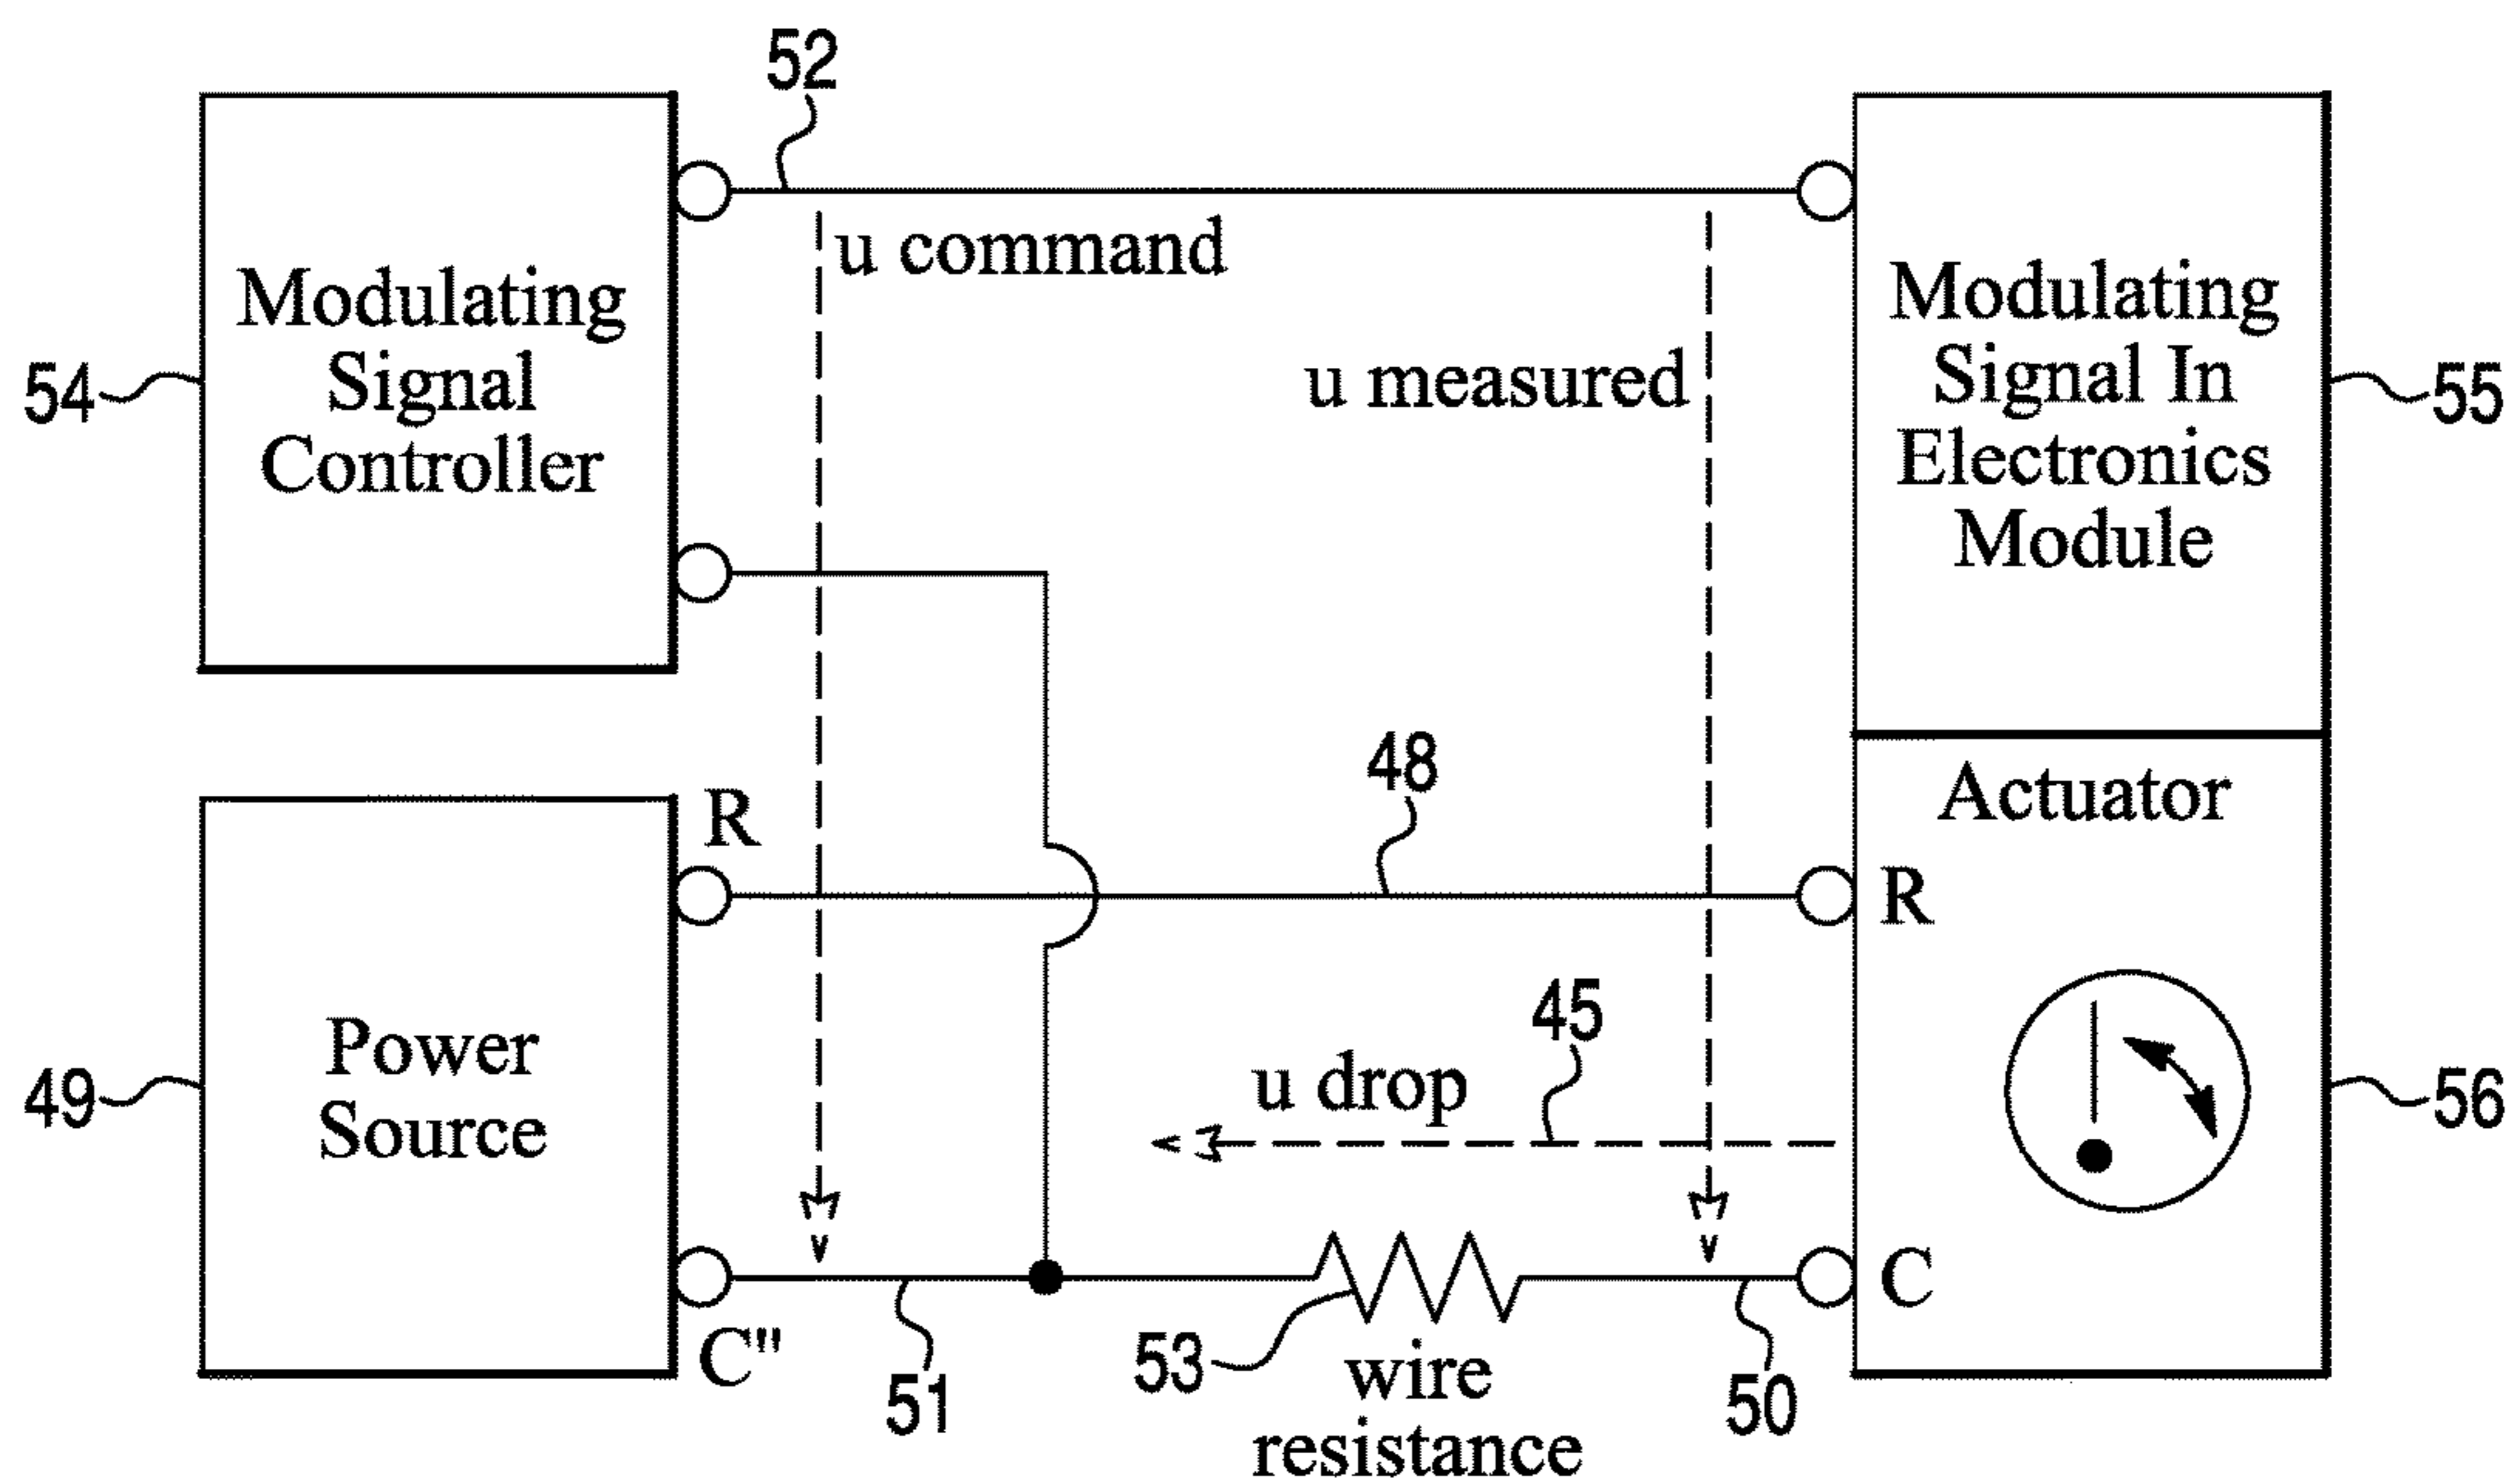 52
u command
Modulating
Signal
Controller
54
u measured
Modulating
Signal In
Electronics
Module
55
48
R
Actuator
R
45
u drop
Power
Source
49
56
C"
51
53
wire
resistance
50
C